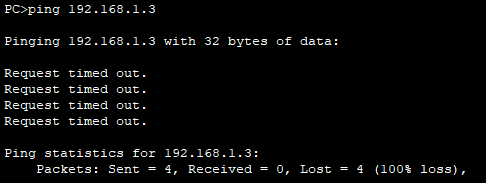 PC>ping 192.168.1.3
Pinging 192.168.1.3 with 32 bytes of data:
Request timed out.
Request timed out.
Request timed out.
Request timed out.
Ping statistics for 192.168.1.3:
Packets: Sent = 4, Received = 0, Lost = 4 (100% loss),